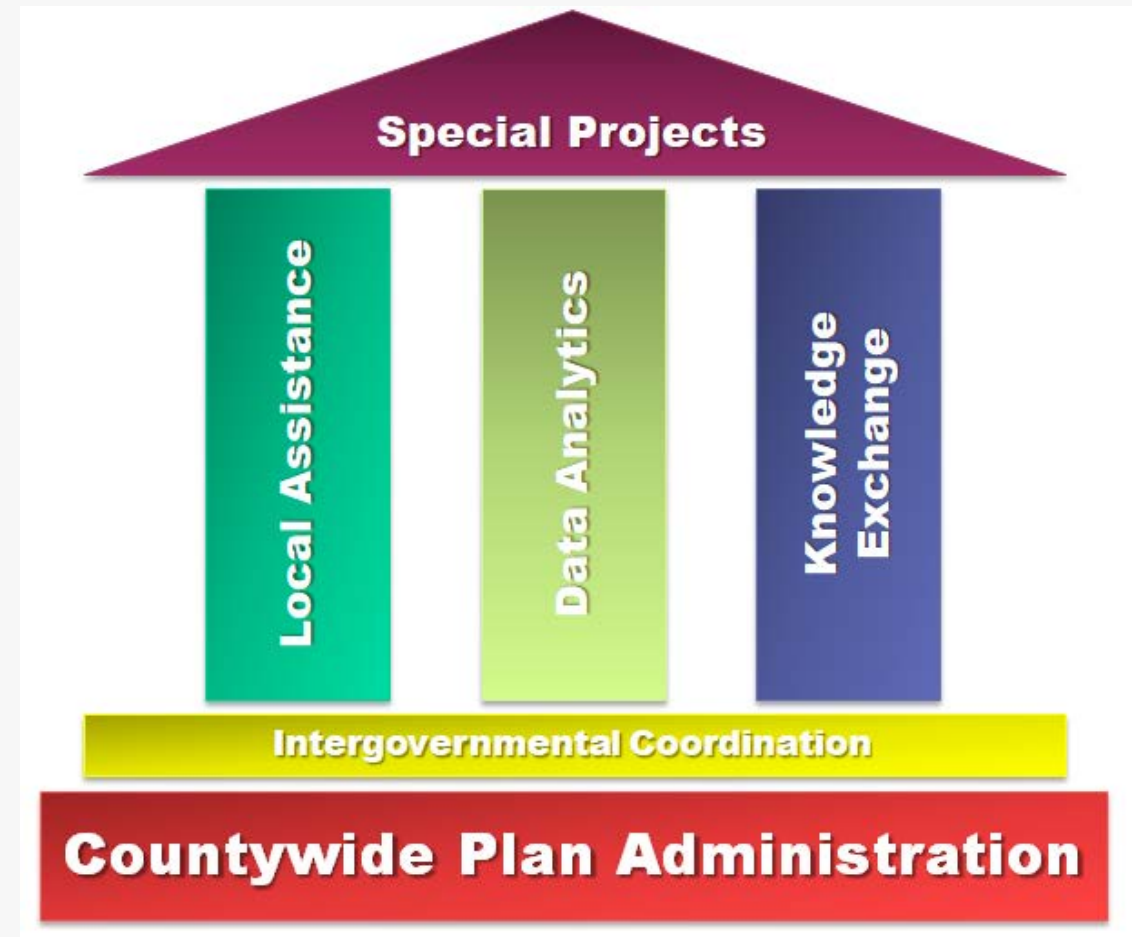 Special Projects
Local Assistance
Data Analytics
Knowledge
Exchange
Intergovernmental Coordination
Countywide Plan Administration